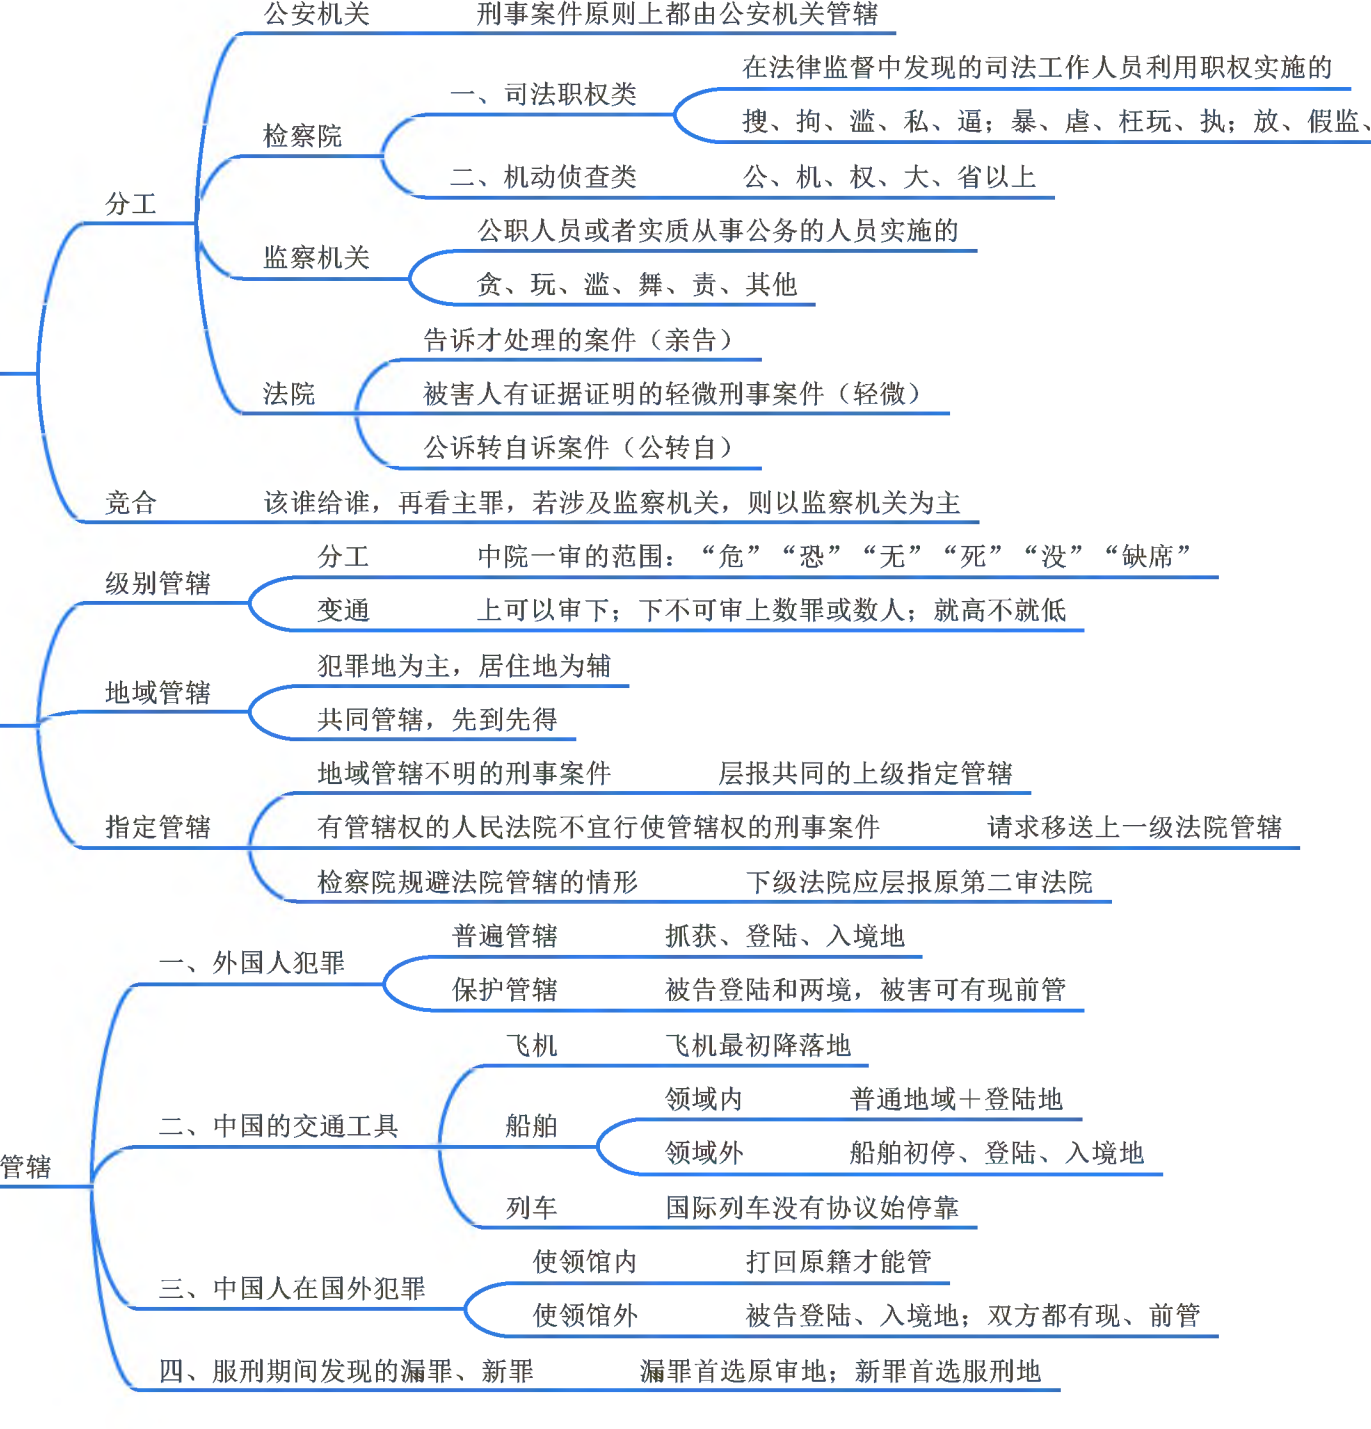 公安机关 刑事案件原则上都由公安机关管辖
在法律监督中发现的司法工作人员利用职权实施的
一、司法职权类
搜、拘、滥、私、逼；暴、虐、枉玩、执；放、假监、
检察院
二、机动侦查类 公、机、权、大、省以上
分工
公职人员或者实质从事公务的人员实施的
监察机关
贪、玩、滥、舞、责、其他
告诉才处理的案件（亲告）
法院 被害人有证据证明的轻微刑事案件（轻微）
公诉转自诉案件（公转自）
竞合 该谁给谁，再看主罪，若涉及监察机关，则以监察机关为主
分工 中院一审的范围：“危”“恐”“无”“死”“没”“缺席”
级别管辖
变通 上可以审下；下不可审上数罪或数人；就高不就低
犯罪地为主，居住地为辅
地域管辖
共同管辖，先到先得
地域管辖不明的刑事案件 层报共同的上级指定管辖
指定管辖 有管辖权的人民法院不宜行使管辖权的刑事案件 请求移送上一级法院管辖
检察院规避法院管辖的情形 下级法院应层报原第二审法院
普遍管辖 抓获、登陆、入境地
一、外国人犯罪
保护管辖 被告登陆和两境，被害可有现前管
飞机 飞机最初降落地
领域内 普通地域＋登陆地
二、中国的交通工具 船舶
领域外 船舶初停、登陆、入境地
管辖
列车 国际列车没有协议始停靠
使领馆内 打回原籍才能管
三、中国人在国外犯罪
使领馆外 被告登陆、入境地；双方都有现、前管
四、服刑期间发现的漏罪、新罪 漏罪首选原审地；新罪首选服刑地